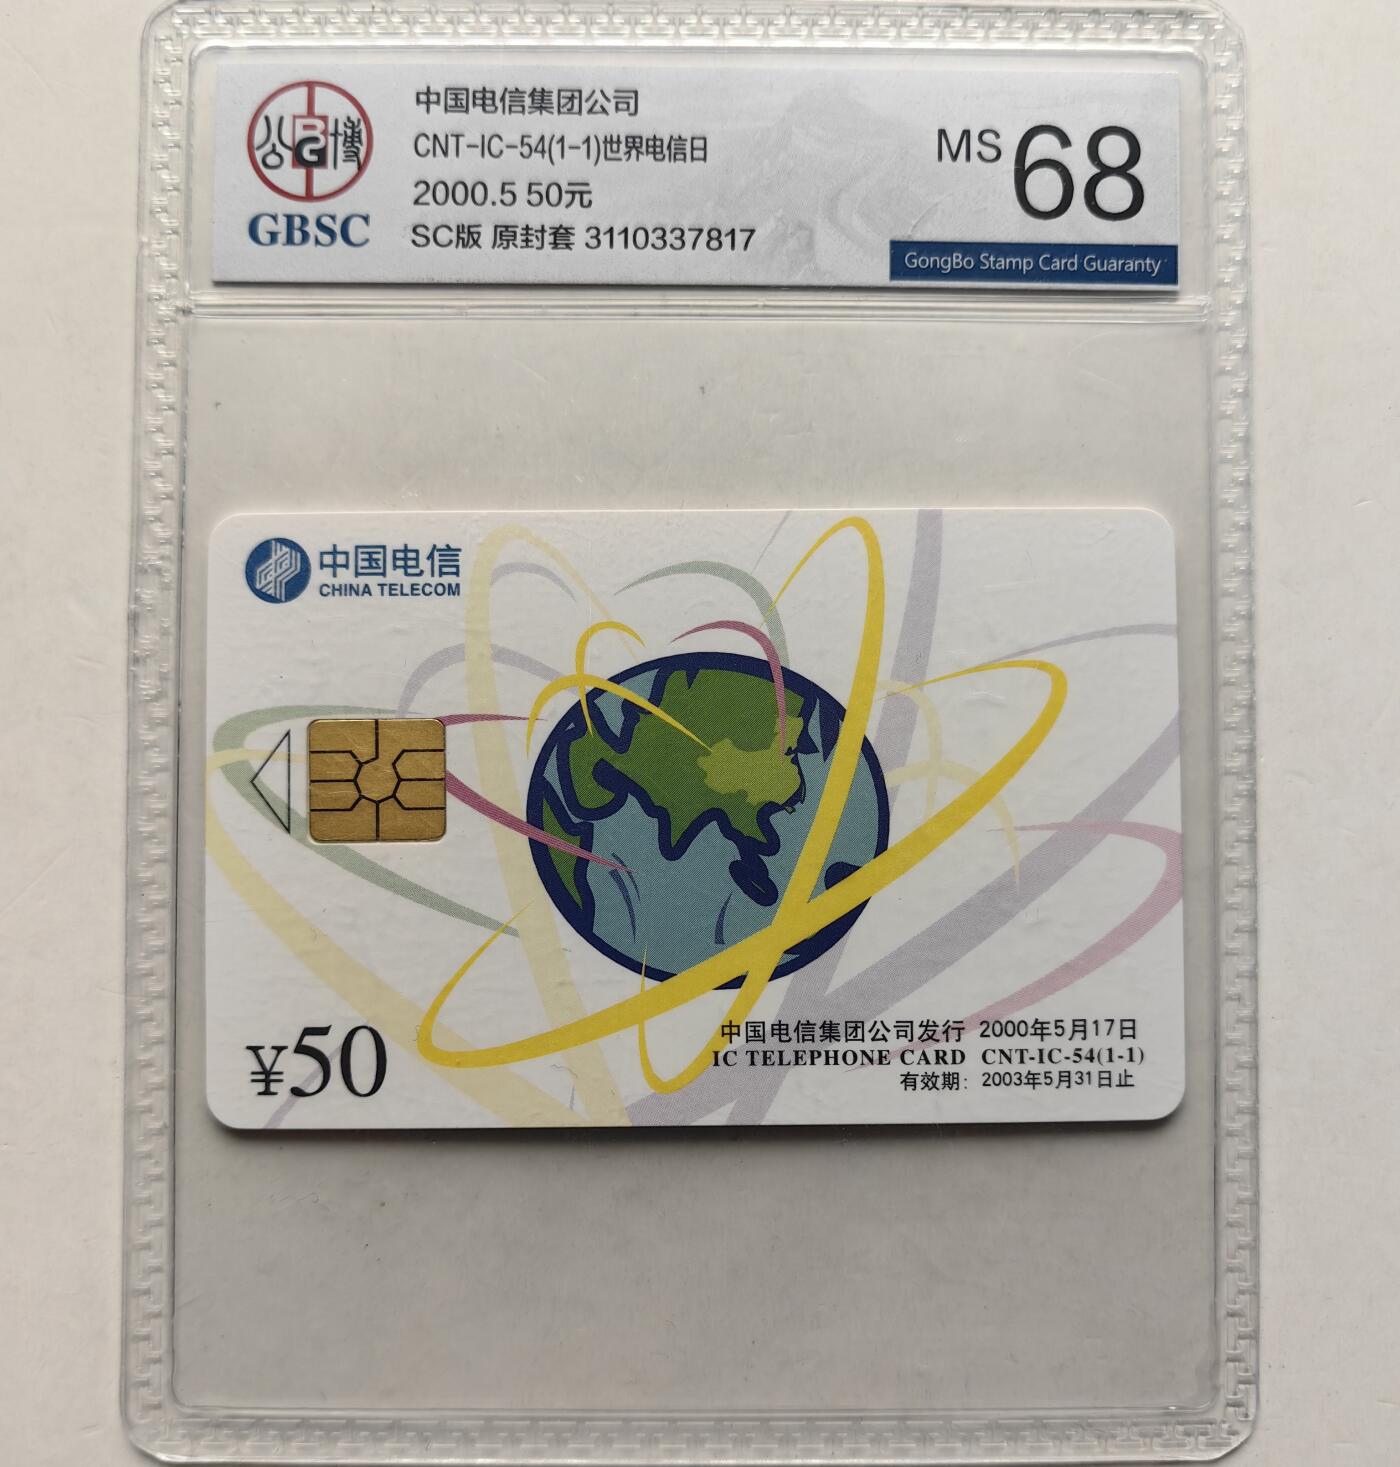 公博
BG
GBSC
中国电信集团公司
CNT-IC-54(1-1)世界电信日
2000.5 50元
SC版 原封套 3110337817
MS 68
GongBo Stamp Card Guaranty
中国电信
CHINA TELECOM
¥50
中国电信集团公司发行 2000年5月17日
IC TELEPHONE CARD CNT-IC-54(1-1)
有效期: 2003年5月31日止